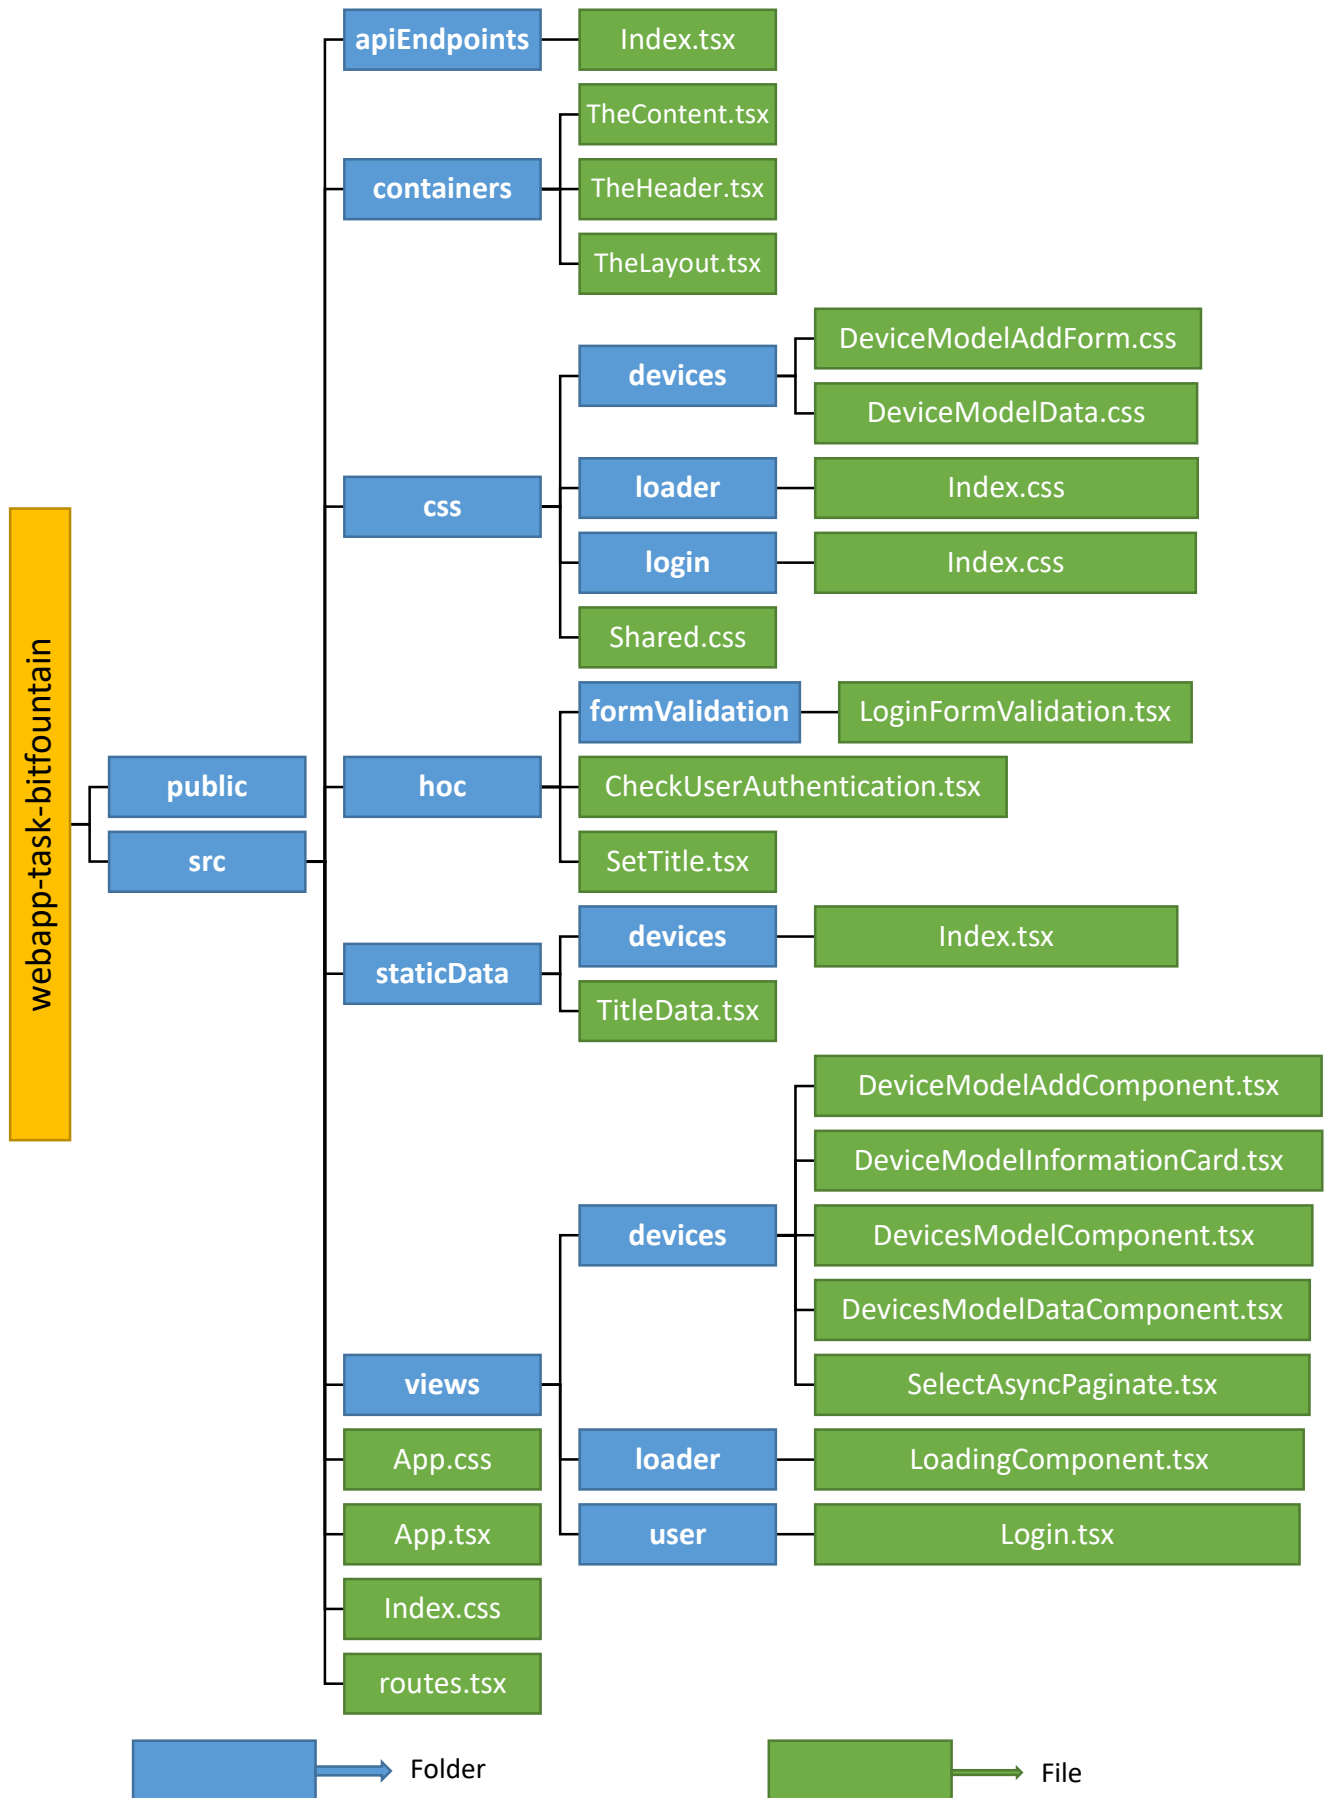 apiEndpoints
Index.tsx
containers
TheContent.tsx
TheHeader.tsx
TheLayout.tsx
css
devices
DeviceModelAddForm.css
DeviceModelData.css
loader
Index.css
login
Index.css
Shared.css
webapp-task-bitfountain
public
src
hoc
formValidation
LoginFormValidation.tsx
CheckUserAuthentication.tsx
SetTitle.tsx
staticData
devices
Index.tsx
TitleData.tsx
views
devices
DeviceModelAddComponent.tsx
DeviceModelInformationCard.tsx
DevicesModelComponent.tsx
DevicesModelDataComponent.tsx
SelectAsyncPaginate.tsx
loader
LoadingComponent.tsx
user
Login.tsx
App.css
App.tsx
Index.css
routes.tsx
Folder
File